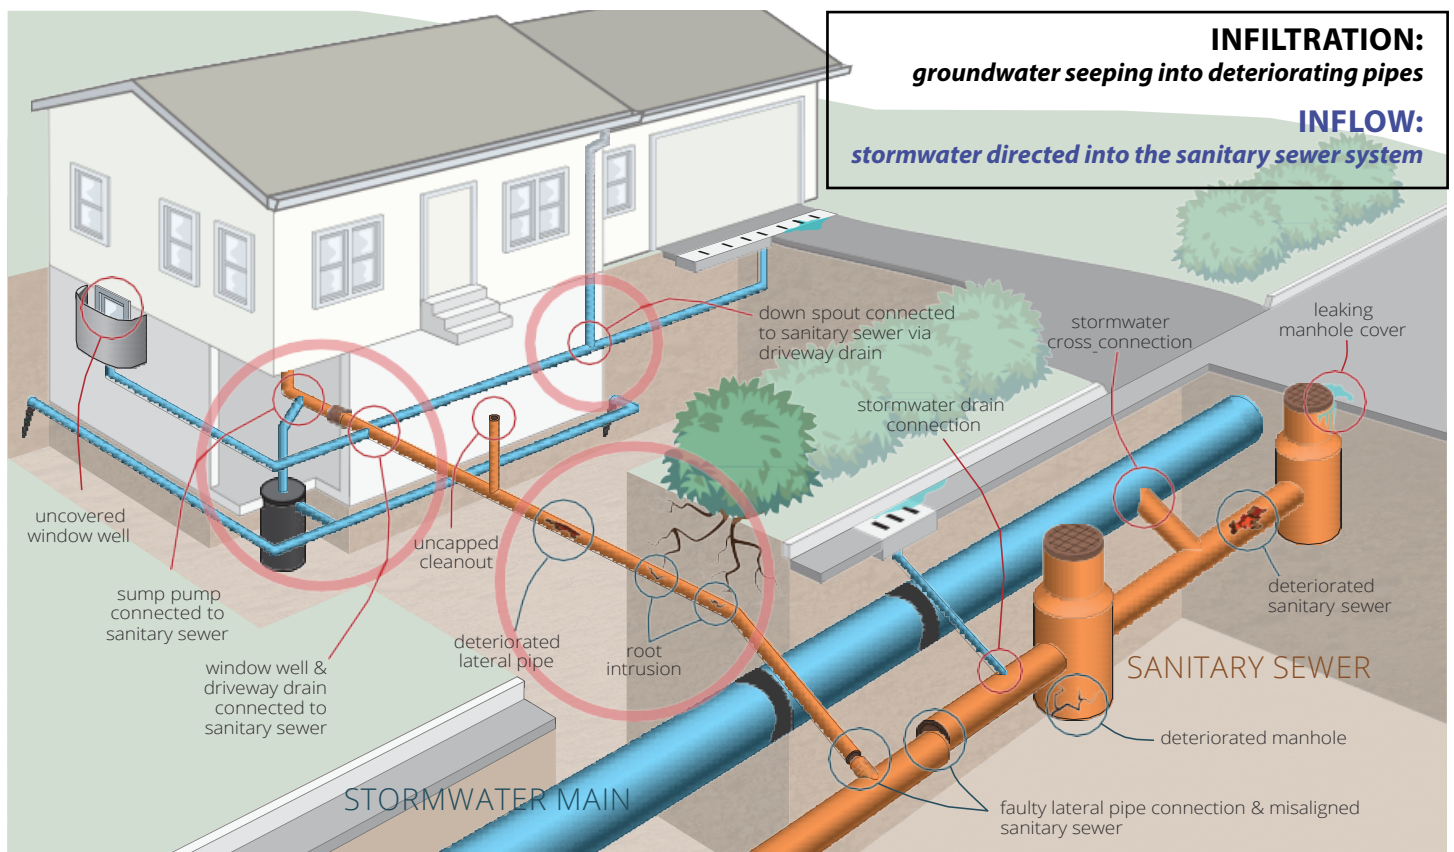 INFILTRATION:
groundwater seeping into deteriorating pipes
INFLOW:
stormwater directed into the sanitary sewer system
down spout connected
to sanitary sewer via
driveway drain
stormwater
cross connection
leaking
manhole cover
stormwater drain
connection
uncovered
window well
uncapped
cleanout
sump pump
connected to
sanitary sewer
deteriorated
lateral pipe
root
intrusion
deteriorated
sanitary sewer
window well &
driveway drain
connected to
sanitary sewer
SANITARY SEWER
deteriorated manhole
STORMWATER MAIN
faulty lateral pipe connection & misaligned
sanitary sewer